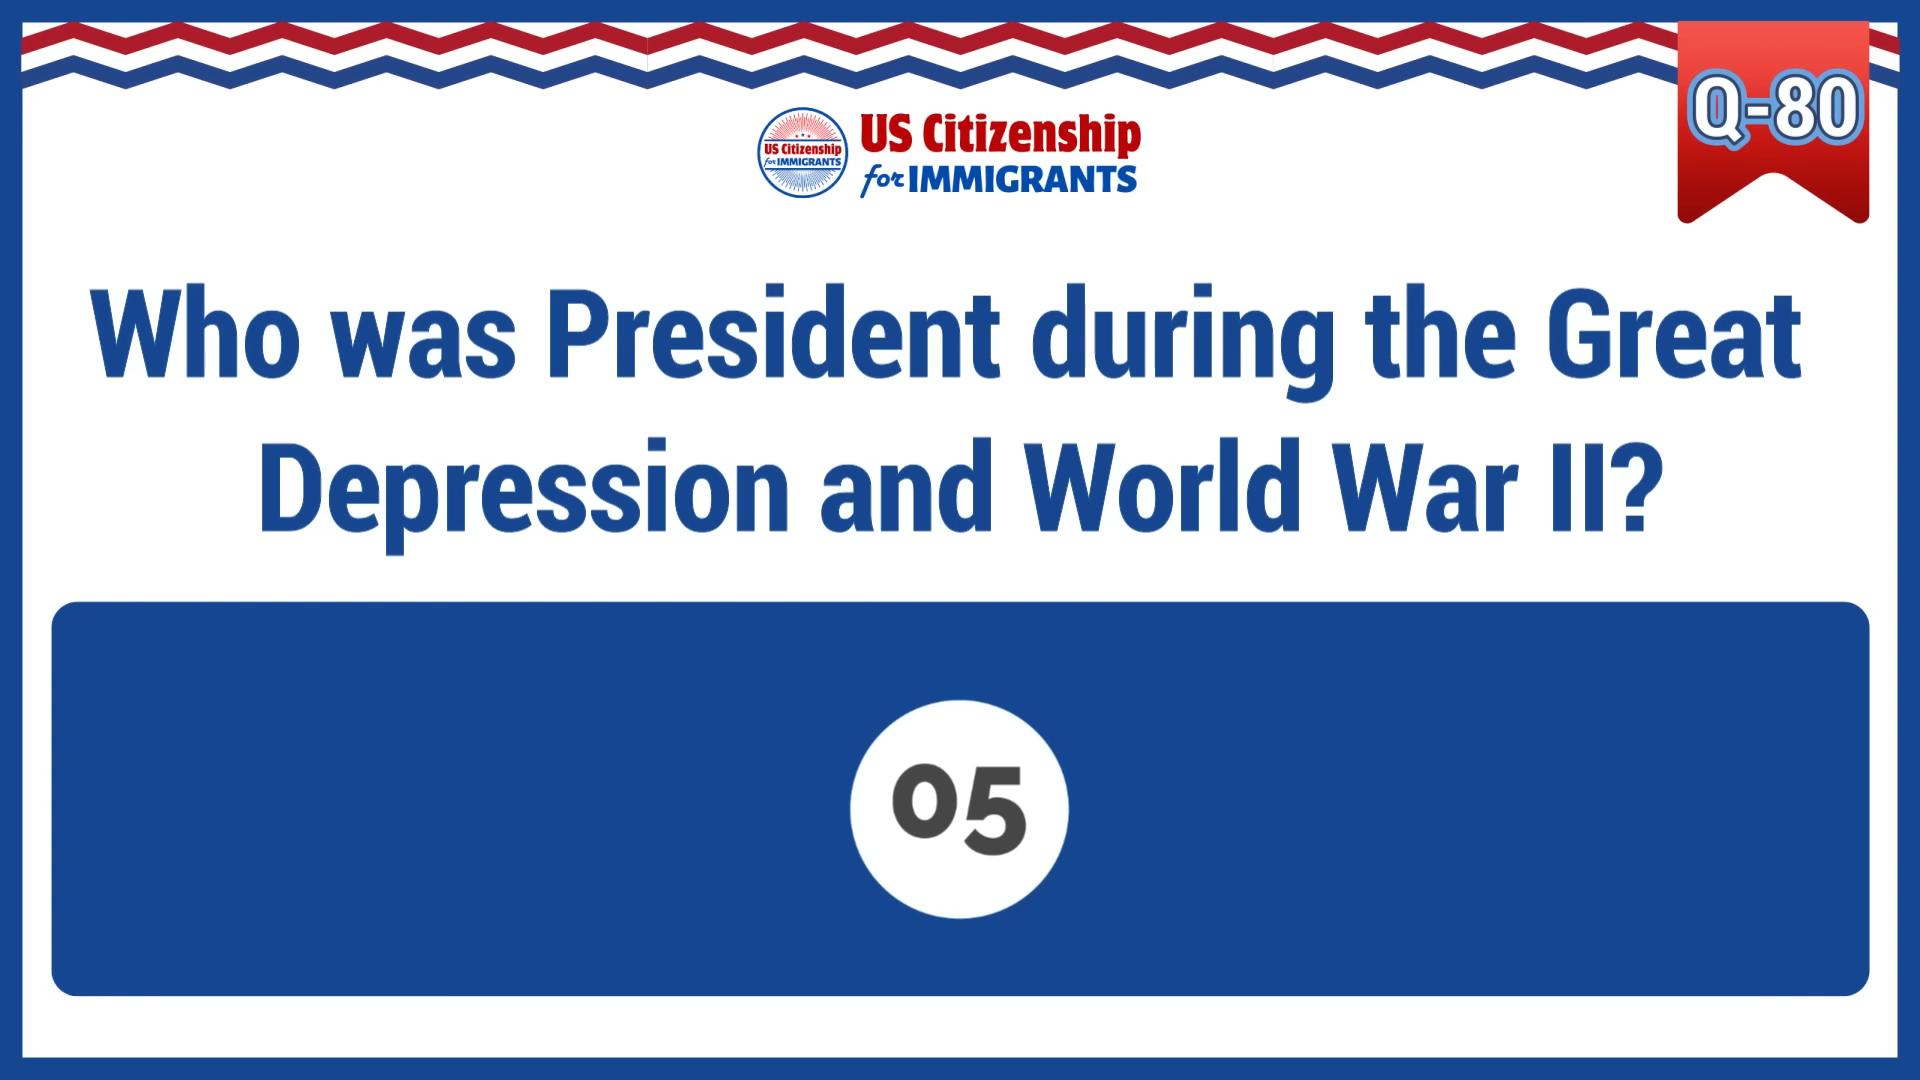 Q-80
US Citizenship
for IMMIGRANTS
US Citizenship
for IMMIGRANTS
Who was President during the Great
Depression and World War II?
05